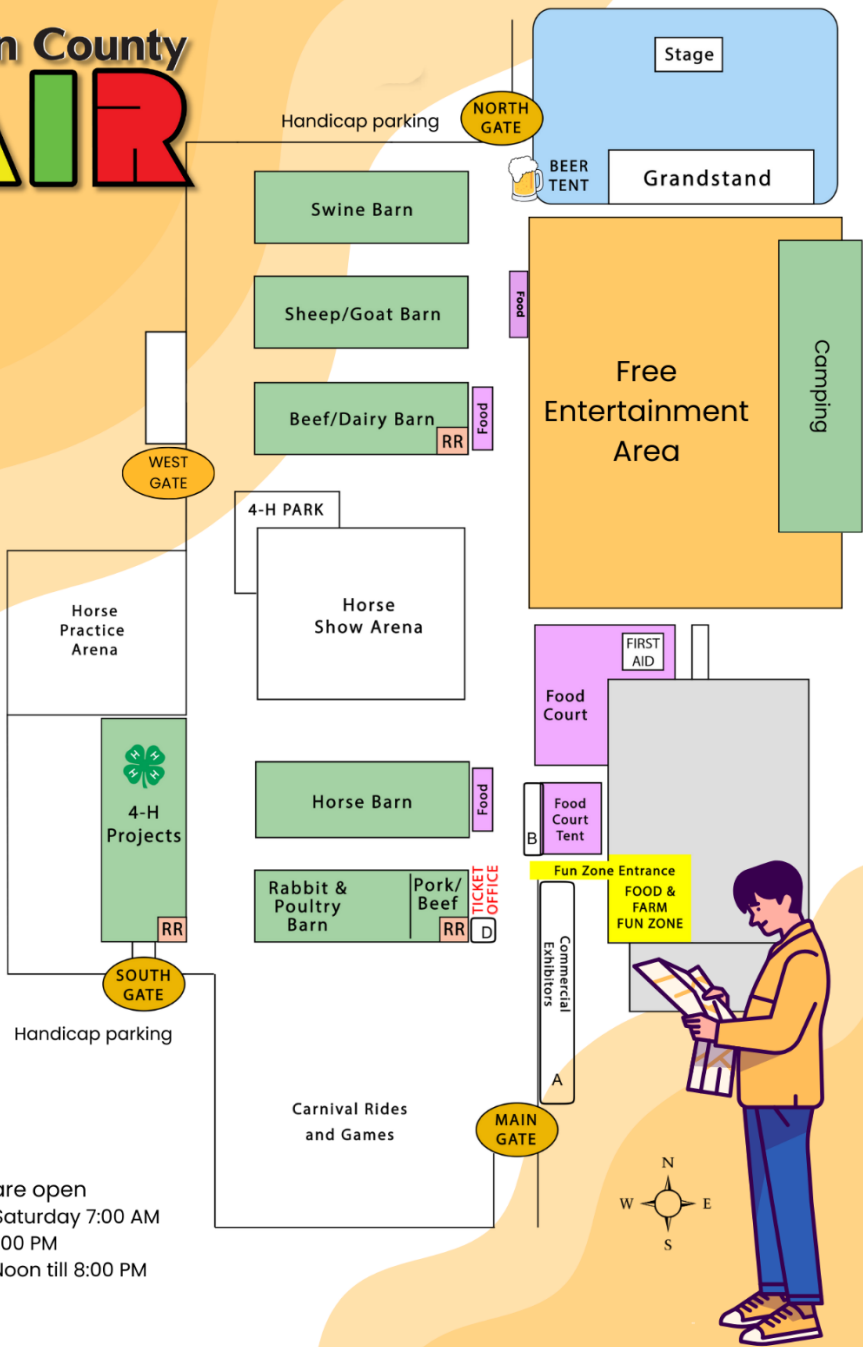 n County
AIR
Stage
NORTH
GATE
Handicap parking
BEER
TENT
Grandstand
Swine Barn
Food
Sheep/Goat Barn
Free
Entertainment
Area
Camping
Beef/Dairy Barn
RR
Food
WEST
GATE
4-H PARK
Horse
Practice
Arena
Horse
Show Arena
FIRST
AID
Food
Court
H H
H H
4-H
Projects
RR
Horse Barn
Food
B
Food
Court
Tent
Fun Zone Entrance
FOOD &
FARM
FUN ZONE
Rabbit &
Poultry
Barn
Pork/
Beef
RR
TICKET
OFFICE
D
Commercial
Exhibitors
A
SOUTH
GATE
Handicap parking
Carnival Rides
and Games
MAIN
GATE
N
W E
S
are open
Saturday 7:00 AM
:00 PM
Noon till 8:00 PM